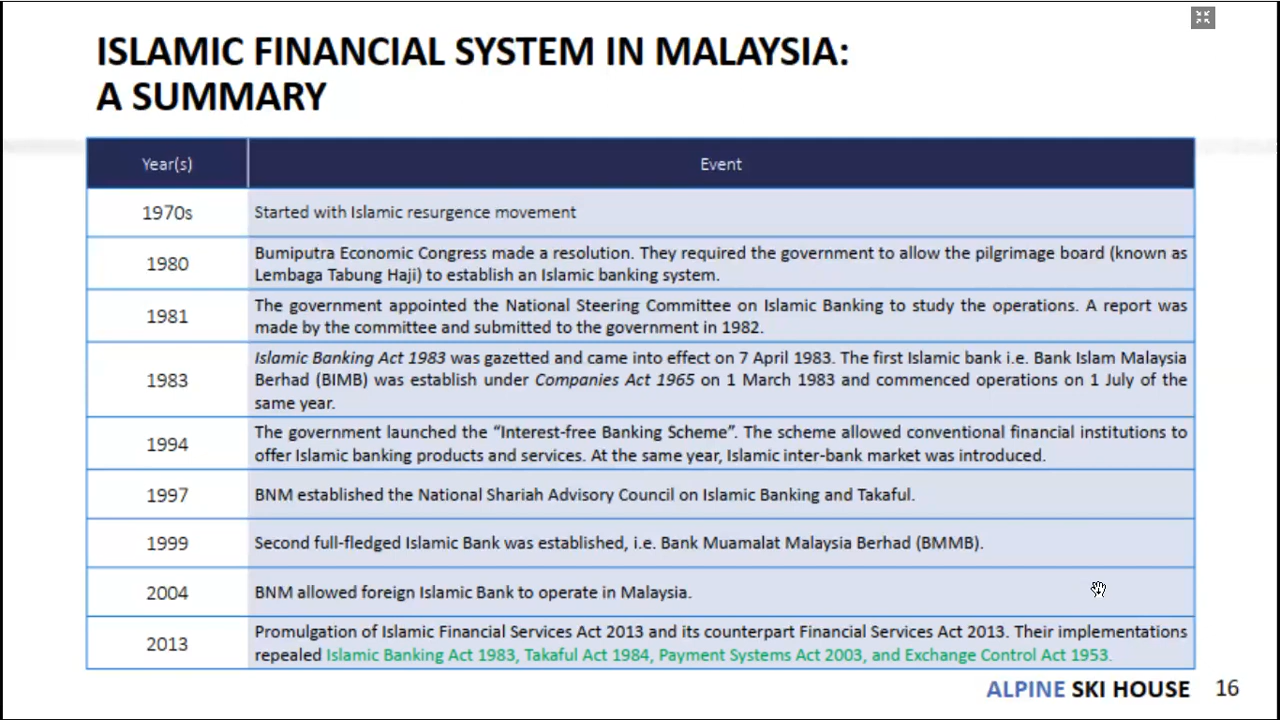 ISLAMIC FINANCIAL SYSTEM IN MALAYSIA:
A SUMMARY
Year(s) Event
1970s Started with Islamic resurgence movement
1980 Bumiputra Economic Congress made a resolution. They required the government to allow the pilgrimage board (known as
Lembaga Tabung Haji) to establish an Islamic banking system.
1981 The government appointed the National Steering Committee on Islamic Banking to study the operations. A report was
made by the committee and submitted to the government in 1982.
1983 Islamic Banking Act 1983 was gazetted and came into effect on 7 April 1983. The first Islamic bank i.e. Bank Islam Malaysia
Berhad (BIMB) was establish under Companies Act 1965 on 1 March 1983 and commenced operations on 1 July of the
same year.
1994 The government launched the “Interest-free Banking Scheme”. The scheme allowed conventional financial institutions to
offer Islamic banking products and services. At the same year, Islamic inter-bank market was introduced.
1997 BNM established the National Shariah Advisory Council on Islamic Banking and Takaful.
1999 Second full-fledged Islamic Bank was established, i.e. Bank Muamalat Malaysia Berhad (BMMB).
2004 BNM allowed foreign Islamic Bank to operate in Malaysia.
2013 Promulgation of Islamic Financial Services Act 2013 and its counterpart Financial Services Act 2013. Their implementations
repealed Islamic Banking Act 1983, Takaful Act 1984, Payment Systems Act 2003, and Exchange Control Act 1953.
ALPINE SKI HOUSE 16